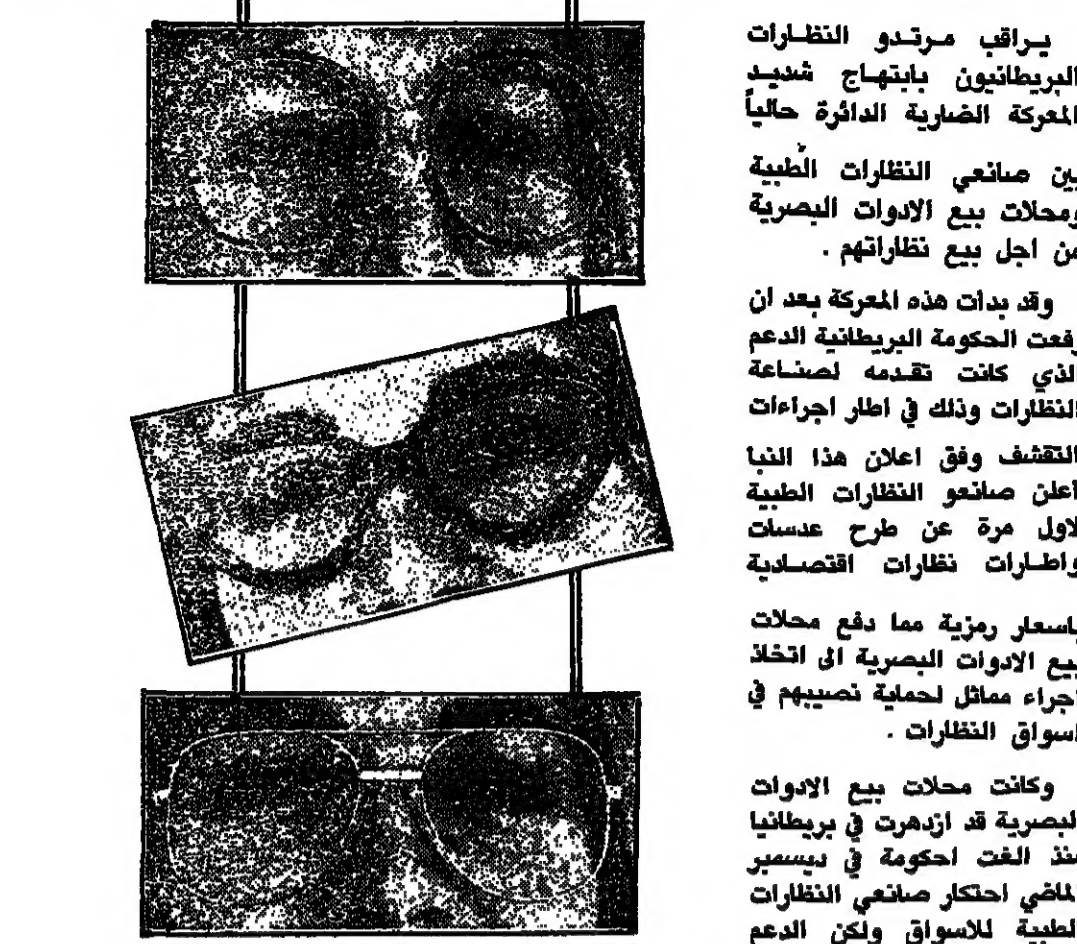 يراقب مرتدو النظارات
البريطانيون بابتهاج شديد
المعركة الضارية الدائرة حالياً
بين صانعي النظارات الطبية
ومحلات بيع الادوات البصرية
من اجل بيع نظاراتهم .
وقد بدات هذه المعركة بعد ان
رفعت الحكومة البريطانية الدعم
الذي كانت تقدمه لصناعة
النظارات وذلك في اطار اجراءات
التقشف وفق اعلان هذا النبا
أعلن صانعو النظارات الطبية
لاول مرة عن طرح عدسات
واطارات نظارات اقتصادية
باسعار رمزية مما دفع محلات
بيع الادوات البصرية الى اتخاذ
اجراء مماثل لحماية نصيبهم في
اسواق النظارات .
وكانت محلات بيع الادوات
البصرية قد ازدهرت في بريطانيا
منذ الغت احكومة في ديسمبر
الماضي احتكار صانعي النظارات
الطبية للاسواق ولكن الدعم